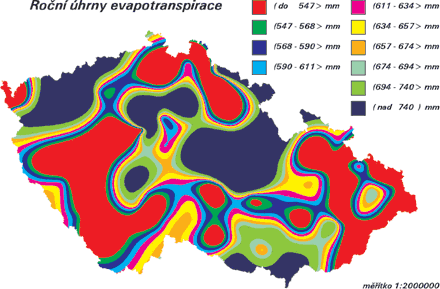 Roční úhrny evapotranspirace
( do 547> mm
(547 - 568> mm
(568 - 590> mm
(590 - 611> mm
(611 - 634> mm
(634 - 657> mm
(657 - 674> mm
(674 - 694> mm
(694 - 740> mm
( nad 740 ) mm
měřítko 1:2000000